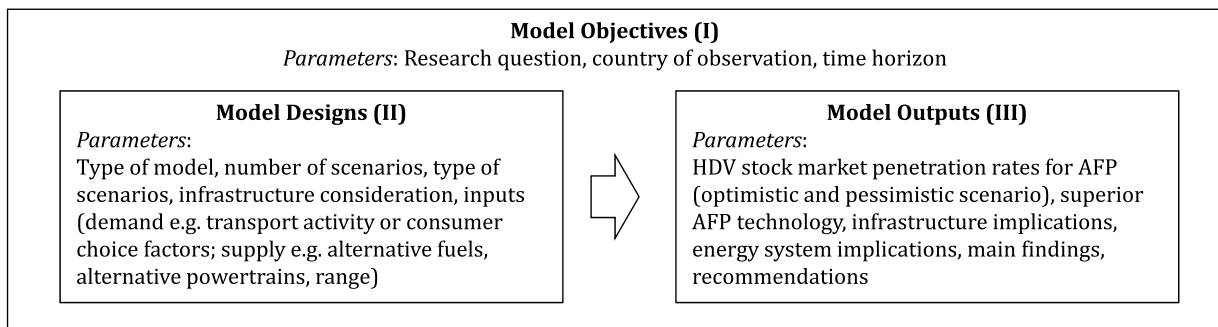 Model Objectives (I)
Parameters: Research question, country of observation, time horizon
Model Designs (II)
Parameters:
Type of model, number of scenarios, type of
scenarios, infrastructure consideration, inputs
(demand e.g. transport activity or consumer
choice factors; supply e.g. alternative fuels,
alternative powertrains, range)
Model Outputs (III)
Parameters:
HDV stock market penetration rates for AFP
(optimistic and pessimistic scenario), superior
AFP technology, infrastructure implications,
energy system implications, main findings,
recommendations